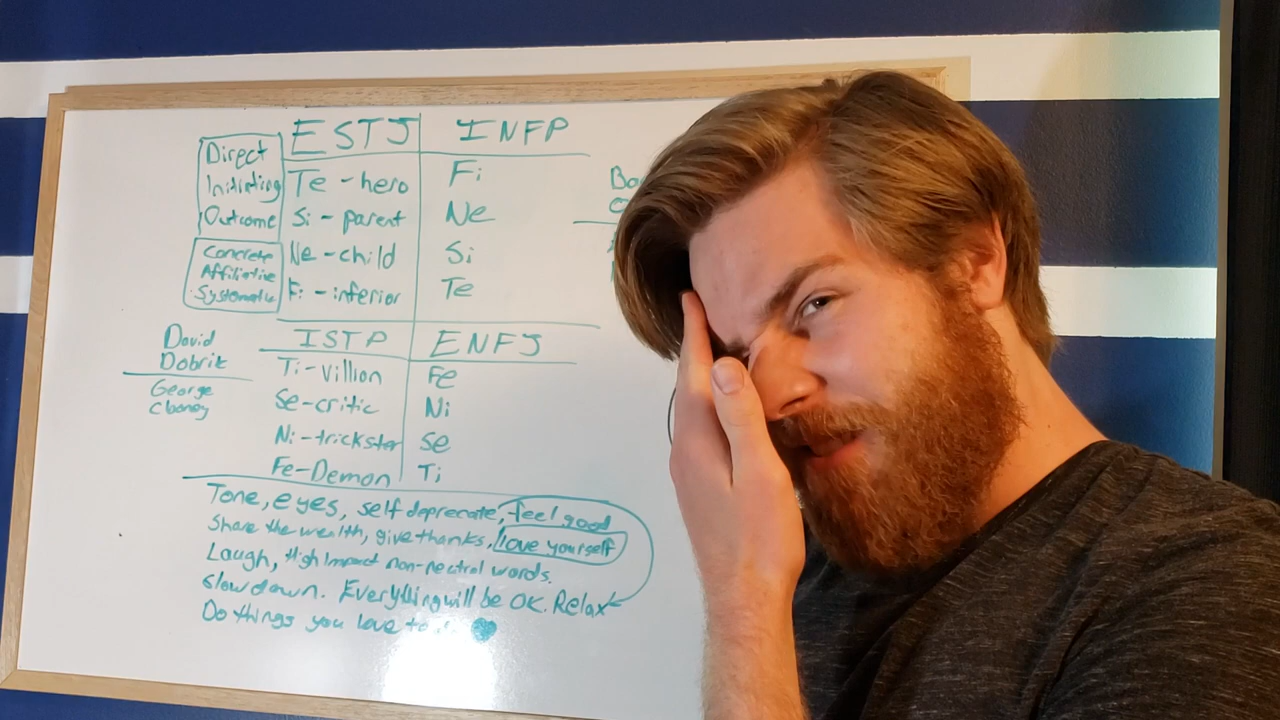 ESTJ INFP
Direct
Initiating
Outcome
Concrete
Affiliative
Systematic
Te - hero Fi
Si - parent Ne
Ne - child Si
Fi - inferior Te
Ba
David
Dobrik
George
Clooney
ISTP ENFJ
Ti - Villion Fe
Se - critic Ni
Ni - trickster Se
Fe - Demon Ti
Tone, eyes, self deprecate, feel good
Share the wealth, give thanks, love yourself
Laugh, High Impact non-neutral words.
Slow down. Everything will be OK. Relax
Do things you love to